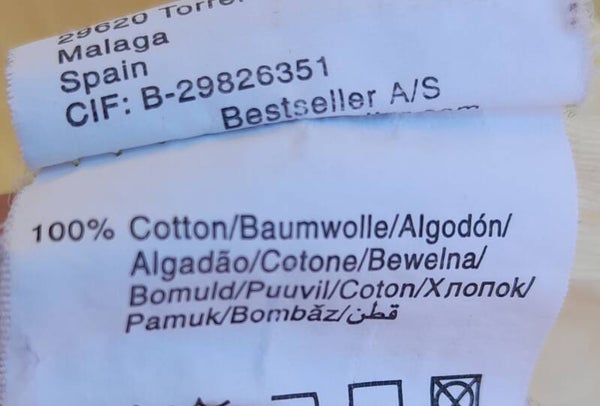 29620
Malaga
Spain
CIF: B-29826351
Bestseller A/S
100% Cotton/Baumwolle/Algodón/
Algadão/Cotone/Bewelna/
Bomuld/Puuvil/Coton/Хлопок/
Pamuk/Bombăz/قطن